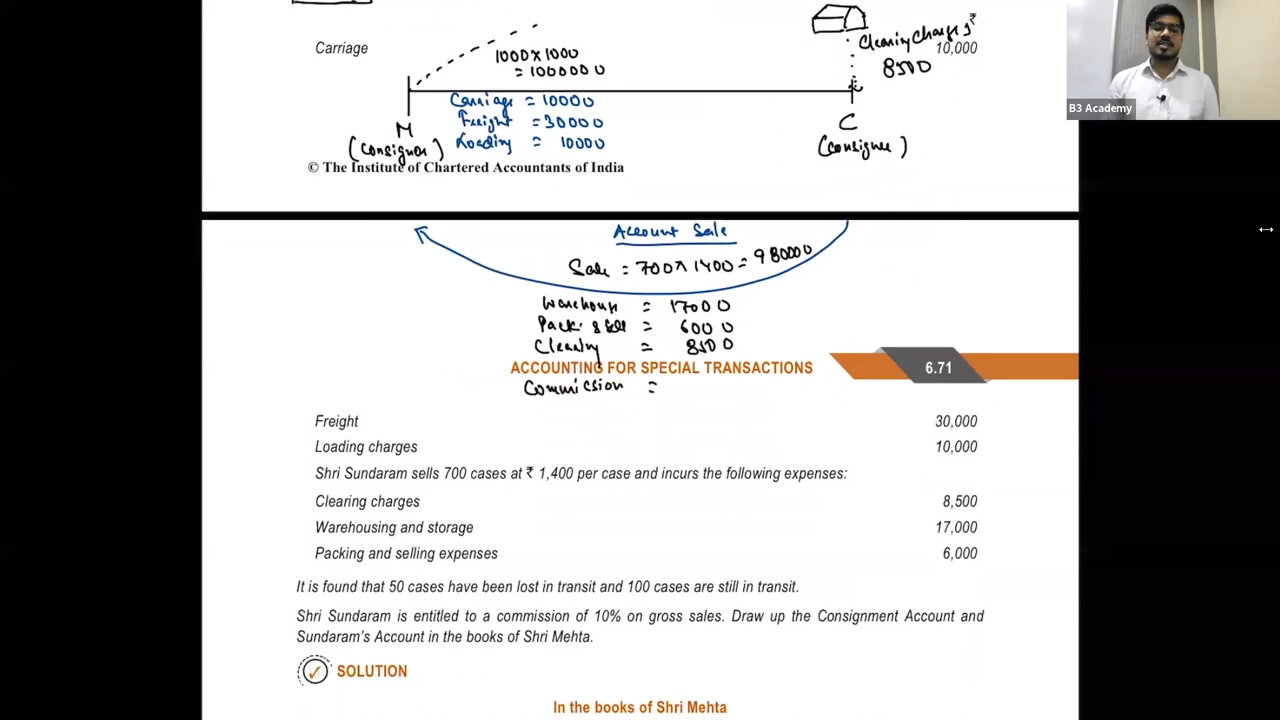 Clearing Charges ₹
Carriage 10,000
8500
1000 x 1000
= 1000000
Carriage = 10000
Freight = 30000
Loading = 10000
M
(Consignor)
C
(Consignee)
B3 Academy
© The Institute of Chartered Accountants of India
Account Sale
Sale = 700 x 1400 = 980000
Warehouse = 17000
Pack. & Sell = 6000
Clearing = 8500
ACCOUNTING FOR SPECIAL TRANSACTIONS 6.71
Commission =
Freight 30,000
Loading charges 10,000
Shri Sundaram sells 700 cases at ₹ 1,400 per case and incurs the following expenses:
Clearing charges 8,500
Warehousing and storage 17,000
Packing and selling expenses 6,000
It is found that 50 cases have been lost in transit and 100 cases are still in transit.
Shri Sundaram is entitled to a commission of 10% on gross sales. Draw up the Consignment Account and
Sundaram's Account in the books of Shri Mehta.
SOLUTION
In the books of Shri Mehta